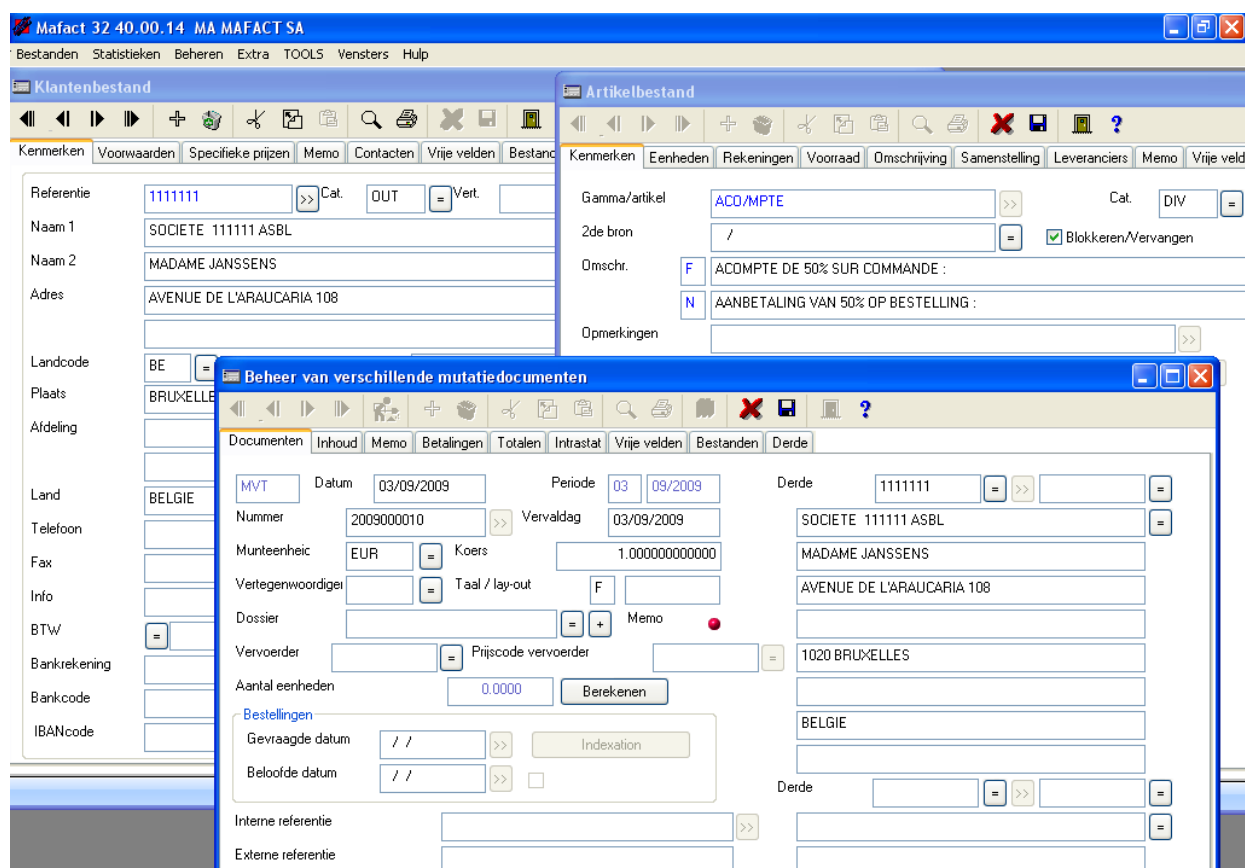 Mafact 32 40.00.14 MA MAFACT SA
Bestanden Statistieken Beheren Extra TOOLS Vensters Hulp
Klantenbestand
Kenmerken Voorwaarden Specifieke prijzen Memo Contacten Vrije velden Bestand
Referentie 1111111 >> Cat. OUT = Vert.
Naam 1 SOCIETE 111111 ASBL
Naam 2 MADAME JANSSENS
Adres AVENUE DE L'ARAUCARIA 108
Landcode BE =
Plaats BRUXELLE
Afdeling
Land BELGIE
Telefoon
Fax
Info
BTW =
Bankrekening
Bankcode
IBANcode
Artikelbestand
Kenmerken Eenheden Rekeningen Voorraad Omschrijving Samenstelling Leveranciers Memo Vrije veld
Gamma/artikel ACO/MPTE >> Cat. DIV =
2de bron / = Blokkeren/Vervangen
Omschr. F ACOMPTE DE 50% SUR COMMANDE :
N AANBETALING VAN 50% OP BESTELLING :
Opmerkingen >>
Beheer van verschillende mutatiedocumenten
Documenten Inhoud Memo Betalingen Totalen Intrastat Vrije velden Bestanden Derde
MVT Datum 03/09/2009 Periode 03 09/2009 Derde 1111111 = >> =
Nummer 2009000010 >> Vervaldag 03/09/2009 SOCIETE 111111 ASBL =
Munteenheic EUR = Koers 1.000000000000 MADAME JANSSENS
Vertegenwoordiger = Taal / lay-out F AVENUE DE L'ARAUCARIA 108
Dossier = + Memo
Vervoerder = Prijscode vervoerder = 1020 BRUXELLES
Aantal eenheden 0.0000 Berekenen
Bestellingen BELGIE
Gevraagde datum / / >> Indexation
Beloofde datum / / >>
Derde = >> =
Interne referentie >> =
Externe referentie